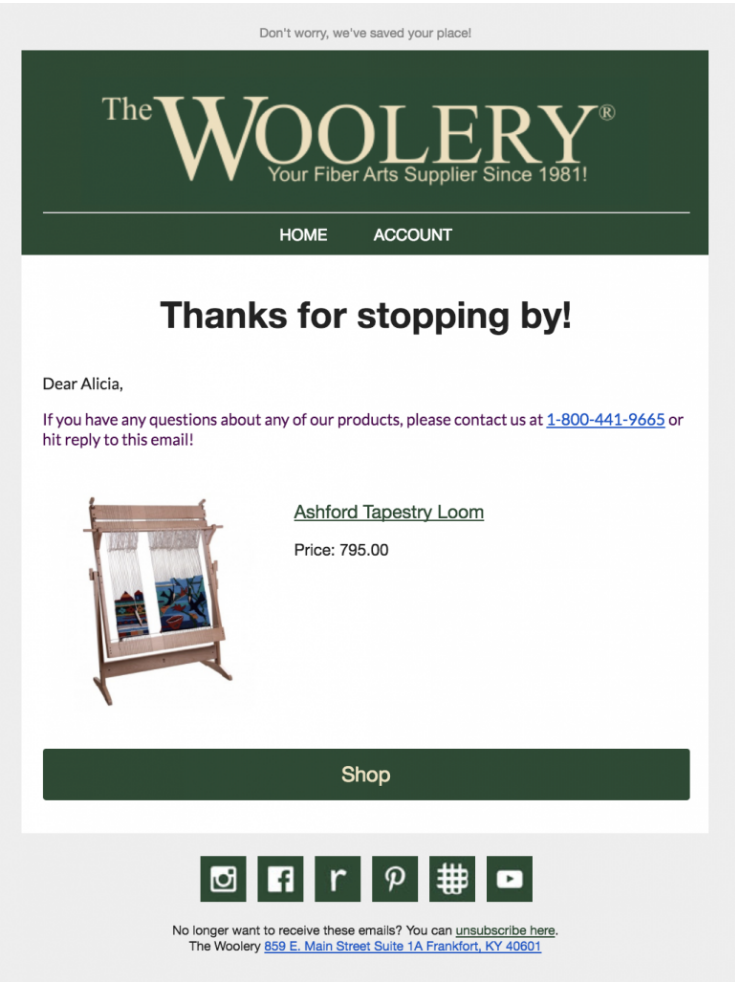 Don't worry, we've saved your place!
The WOOLERY®
Your Fiber Arts Supplier Since 1981!
HOME ACCOUNT
Thanks for stopping by!
Dear Alicia,
If you have any questions about any of our products, please contact us at 1-800-441-9665 or
hit reply to this email!
Ashford Tapestry Loom
Price: 795.00
Shop
No longer want to receive these emails? You can unsubscribe here.
The Woolery 859 E. Main Street Suite 1A Frankfort, KY 40601